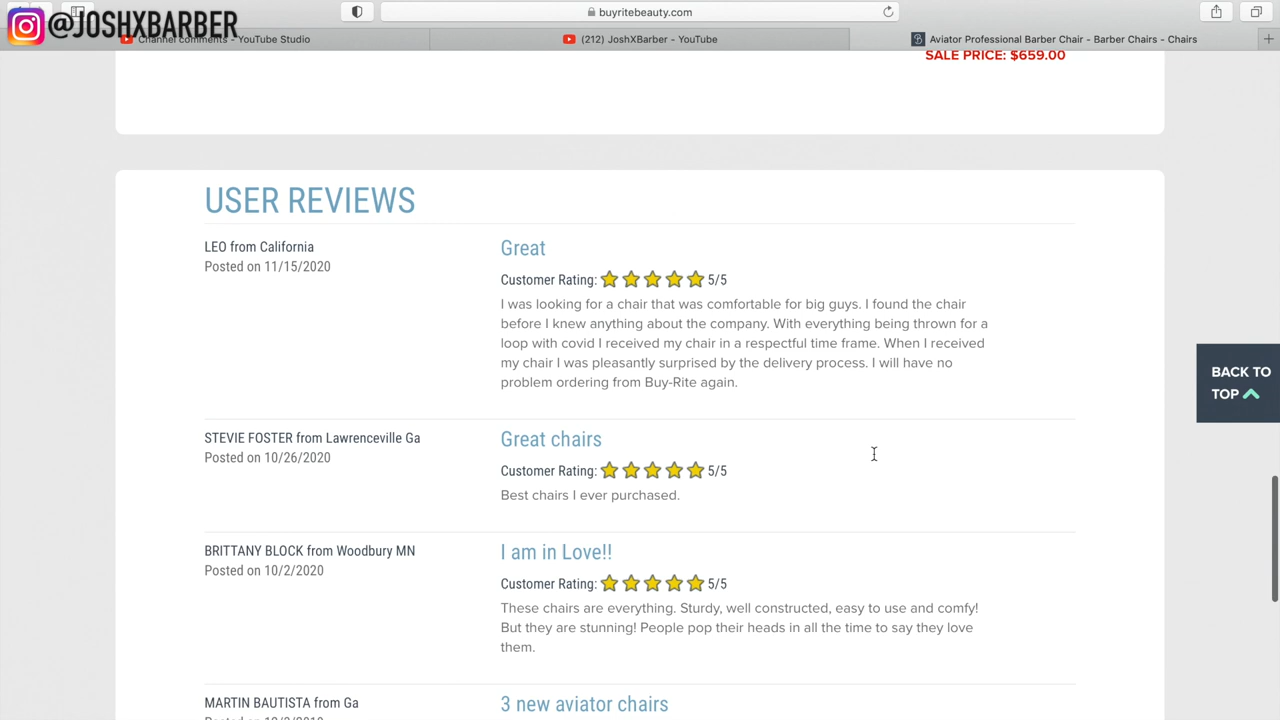 @JOSHXBARBER
buyritebeauty.com
Channel comments - YouTube Studio
(212) JoshXBarber - YouTube
Aviator Professional Barber Chair - Barber Chairs - Chairs
SALE PRICE: $659.00
USER REVIEWS
LEO from California
Posted on 11/15/2020
Great
Customer Rating: 5/5
I was looking for a chair that was comfortable for big guys. I found the chair
before I knew anything about the company. With everything being thrown for a
loop with covid I received my chair in a respectful time frame. When I received
my chair I was pleasantly surprised by the delivery process. I will have no
problem ordering from Buy-Rite again.
BACK TO
TOP
STEVIE FOSTER from Lawrenceville Ga
Posted on 10/26/2020
Great chairs
Customer Rating: 5/5
Best chairs I ever purchased.
BRITTANY BLOCK from Woodbury MN
Posted on 10/2/2020
I am in Love!!
Customer Rating: 5/5
These chairs are everything. Sturdy, well constructed, easy to use and comfy!
But they are stunning! People pop their heads in all the time to say they love
them.
MARTIN BAUTISTA from Ga
3 new aviator chairs